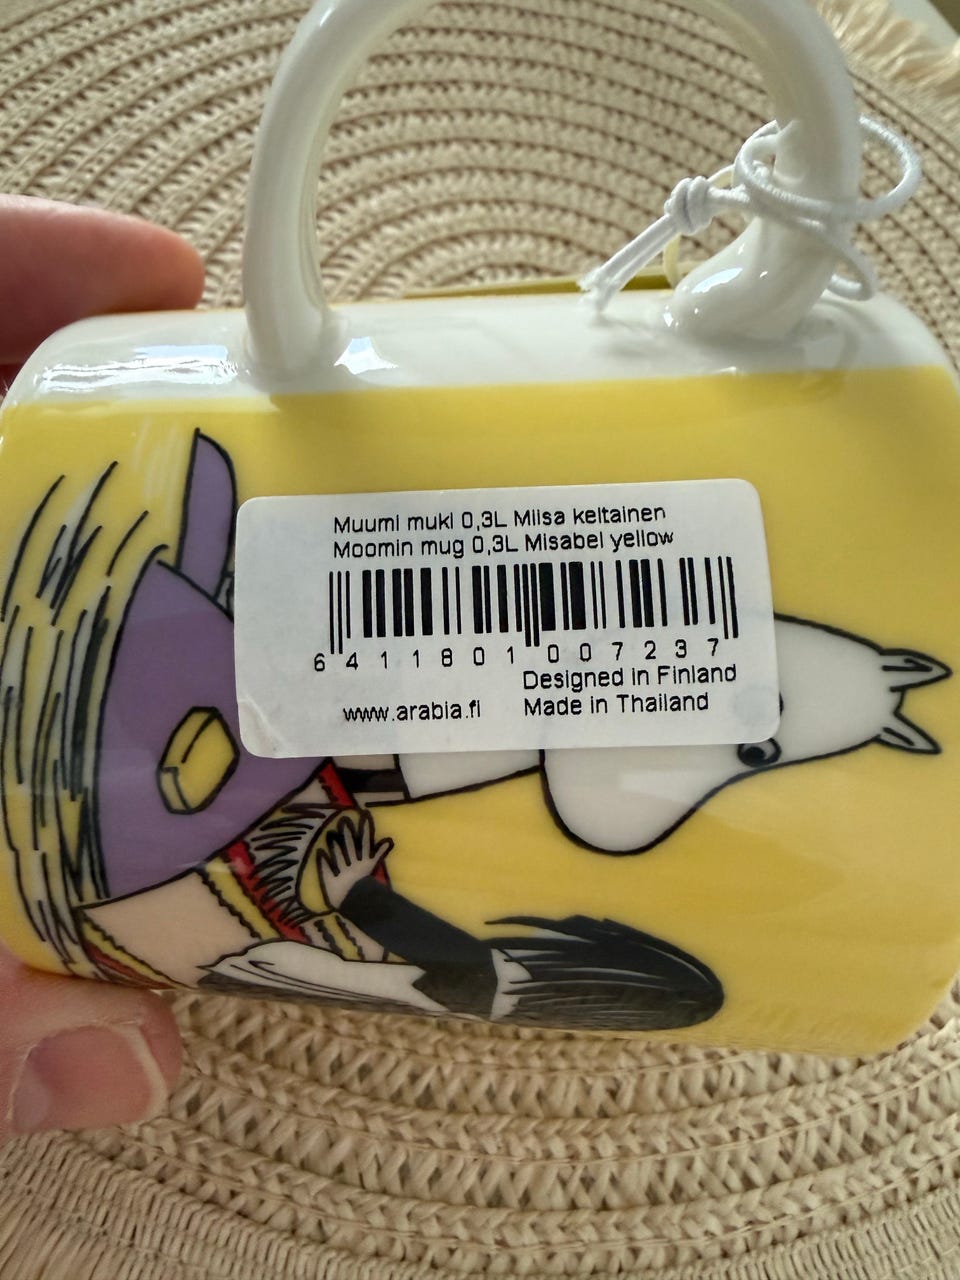 Muumi muki 0,3L Miisa keltainen
Moomin mug 0,3L Misabel yellow
6 411801 007237
Designed in Finland
www.arabia.fi Made in Thailand